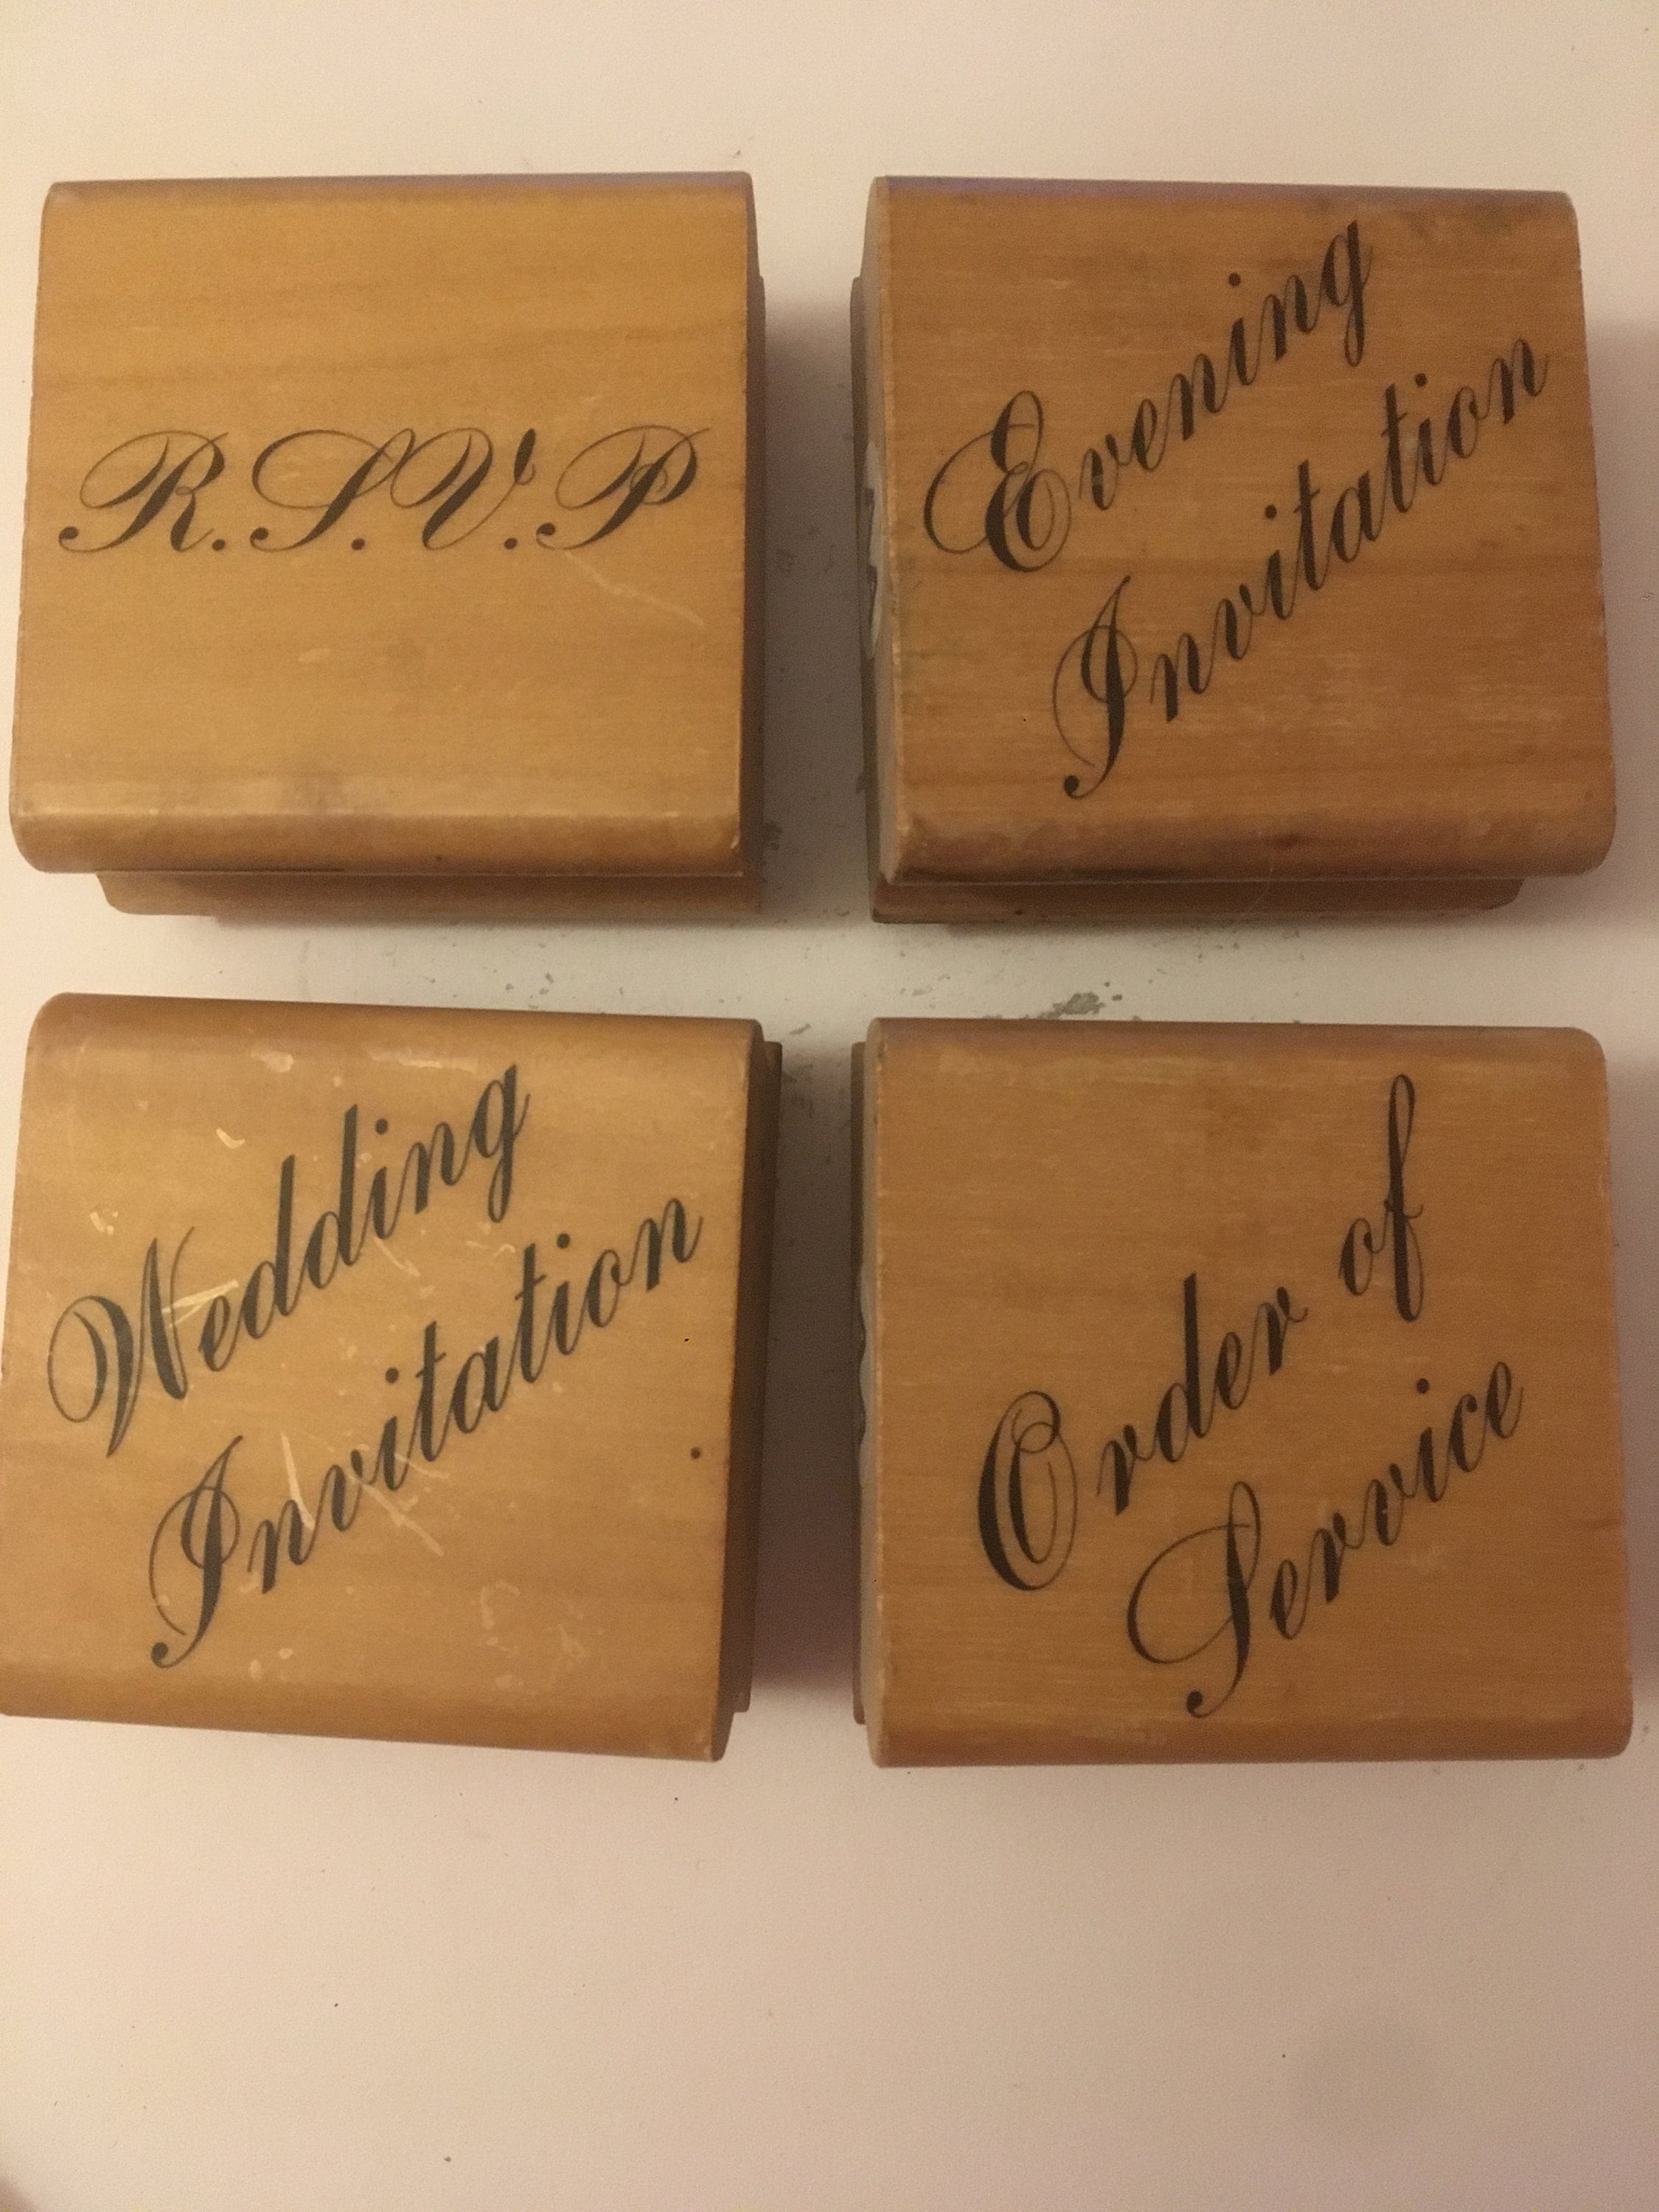 R.S.V.P
Evening
Invitation
Wedding
Invitation
Order of
Service